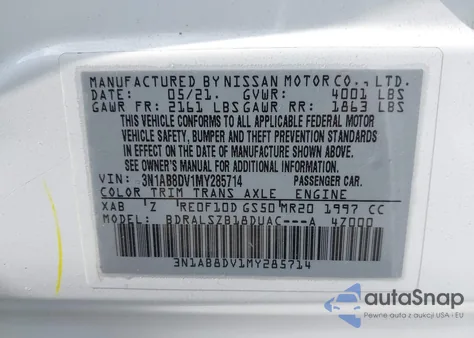 MANUFACTURED BY NISSAN MOTOR CO., LTD.
DATE: 05/21. GVWR: 4001 LBS
GAWR FR: 2161 LBS GAWR RR: 1863 LBS
THIS VEHICLE CONFORMS TO ALL APPLICABLE FEDERAL MOTOR
VEHICLE SAFETY, BUMPER AND THEFT PREVENTION STANDARDS
IN EFFECT ON THE DATE OF MANUFACTURE SHOWN ABOVE.
SEE OWNER'S MANUAL FOR ADDITIONAL INFORMATION.
VIN: 3N1AB8DV1MY285714 PASSENGER CAR
COLOR TRIM TRANS AXLE ENGINE
XAB Z RE0F10D GS50 MR20 1997 CC
MODEL: BDRALSZB18DUAC---A 47000
3N1AB8DV1MY285714
autoSnap
Pewne auta z aukcji USA i EU